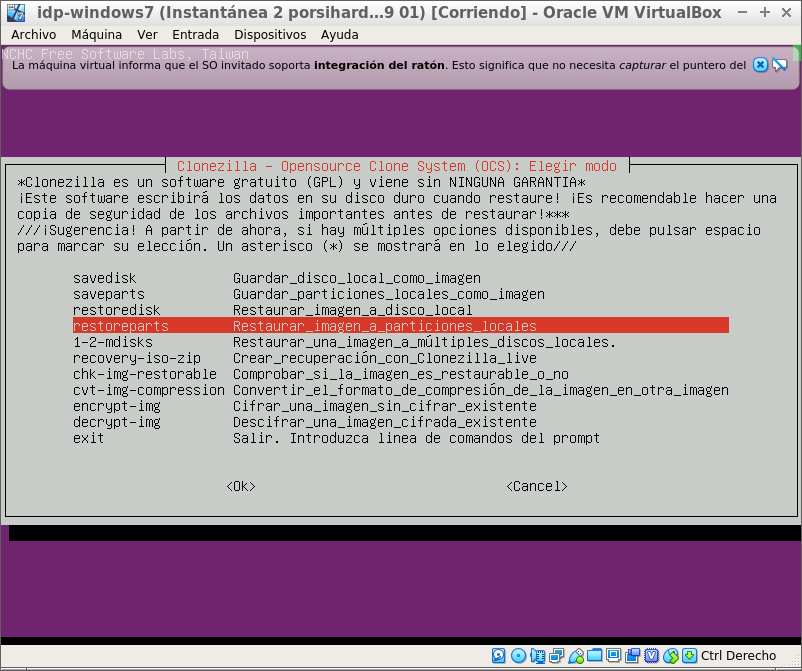 idp-windows7 (Instantánea 2 porsihard...9 01) [Corriendo] - Oracle VM VirtualBox
Archivo Máquina Ver Entrada Dispositivos Ayuda
NCHC Free Software Labs, Taiwan
La máquina virtual informa que el SO invitado soporta integración del ratón. Esto significa que no necesita capturar el puntero del
Clonezilla - Opensource Clone System (OCS): Elegir modo
*Clonezilla es un software gratuito (GPL) y viene sin NINGUNA GARANTIA*
¡Este software escribirá los datos en su disco duro cuando restaure! ¡Es recomendable hacer una
copia de seguridad de los archivos importantes antes de restaurar!***
///¡Sugerencia! A partir de ahora, si hay múltiples opciones disponibles, debe pulsar espacio
para marcar su elección. Un asterisco (*) se mostrará en lo elegido///
savedisk Guardar_disco_local_como_imagen
saveparts Guardar_particiones_locales_como_imagen
restoredisk Restaurar_imagen_a_disco_local
restoreparts Restaurar_imagen_a_particiones_locales
1-2-mdisks Restaurar_una_imagen_a_múltiples_discos_locales.
recovery-iso-zip Crear_recuperación_con_Clonezilla_live
chk-img-restorable Comprobar_si_la_imagen_es_restaurable_o_no
cvt-img-compression Convertir_el_formato_de_compresión_de_la_imagen_en_otra_imagen
encrypt-img Cifrar_una_imagen_sin_cifrar_existente
decrypt-img Descifrar_una_imagen_cifrada_existente
exit Salir. Introduzca linea de comandos del prompt
<Ok> <Cancel>
Ctrl Derecho